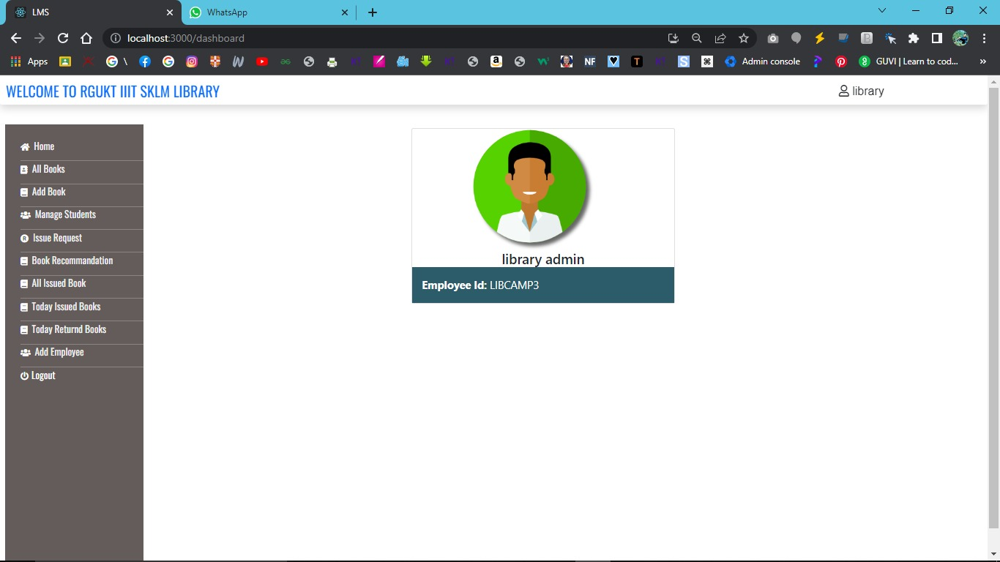 LMS
WhatsApp
localhost:3000/dashboard
Apps
\
NF
T
Admin console
GUVI | Learn to cod...
WELCOME TO RGUKT IIIT SKLM LIBRARY
library
Home
All Books
Add Book
Manage Students
Issue Request
Book Recommandation
All Issued Book
Today Issued Books
Today Returnd Books
Add Employee
Logout
library admin
Employee Id: LIBCAMP3